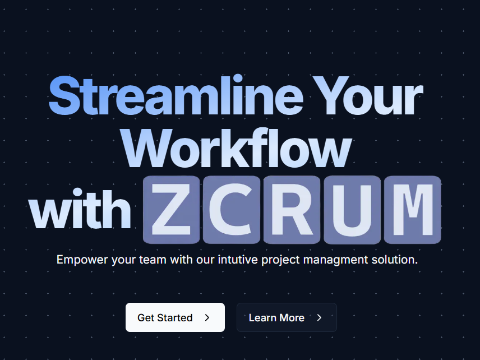 Streamline Your
Workflow
with ZCRUM
Empower your team with our intutive project managment solution.
Get Started
Learn More